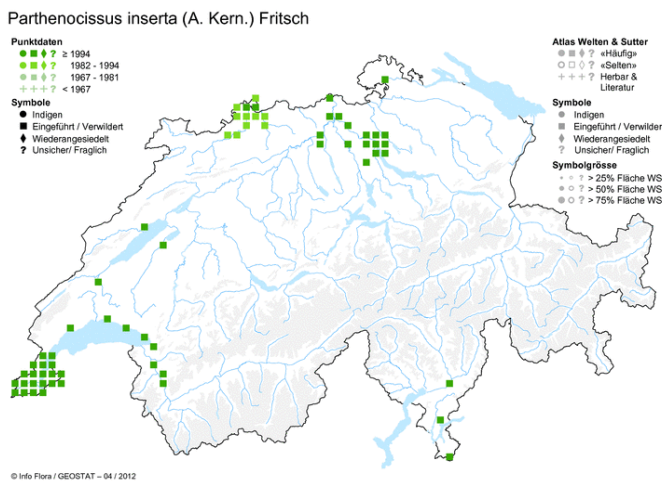 Parthenocissus inserta (A. Kern.) Fritsch
Punktdaten
? ≥ 1994
? 1982 - 1994
? 1967 - 1981
< 1967
Symbole
Indigen
Eingeführt / Verwildert
Wiederangesiedelt
? Unsicher/ Fraglich
Atlas Welten & Sutter
? «Häufig»
? «Selten»
Herbar &
Literatur
Symbole
Indigen
Eingeführt / Verwildert
Wiederangesiedelt
? Unsicher/ Fraglich
Symbolgrösse
? > 25% Fläche WS
? > 50% Fläche WS
? > 75% Fläche WS
© Info Flora / GEOSTAT – 04 / 2012